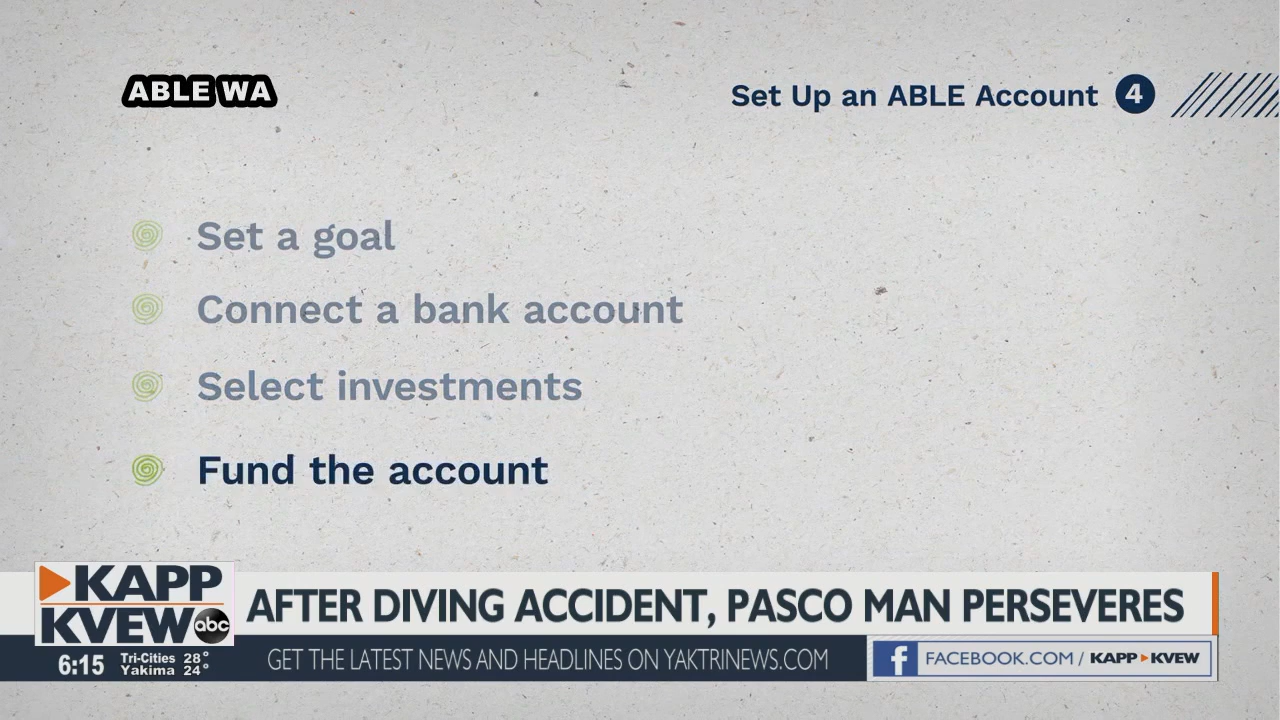 ABLE WA
Set Up an ABLE Account 4
Set a goal
Connect a bank account
Select investments
Fund the account
KAPP
KVEW abc
AFTER DIVING ACCIDENT, PASCO MAN PERSEVERES
6:15
Tri-Cities 28°
Yakima 24°
GET THE LATEST NEWS AND HEADLINES ON YAKTRINEWS.COM
f FACEBOOK.COM / KAPP KVEW